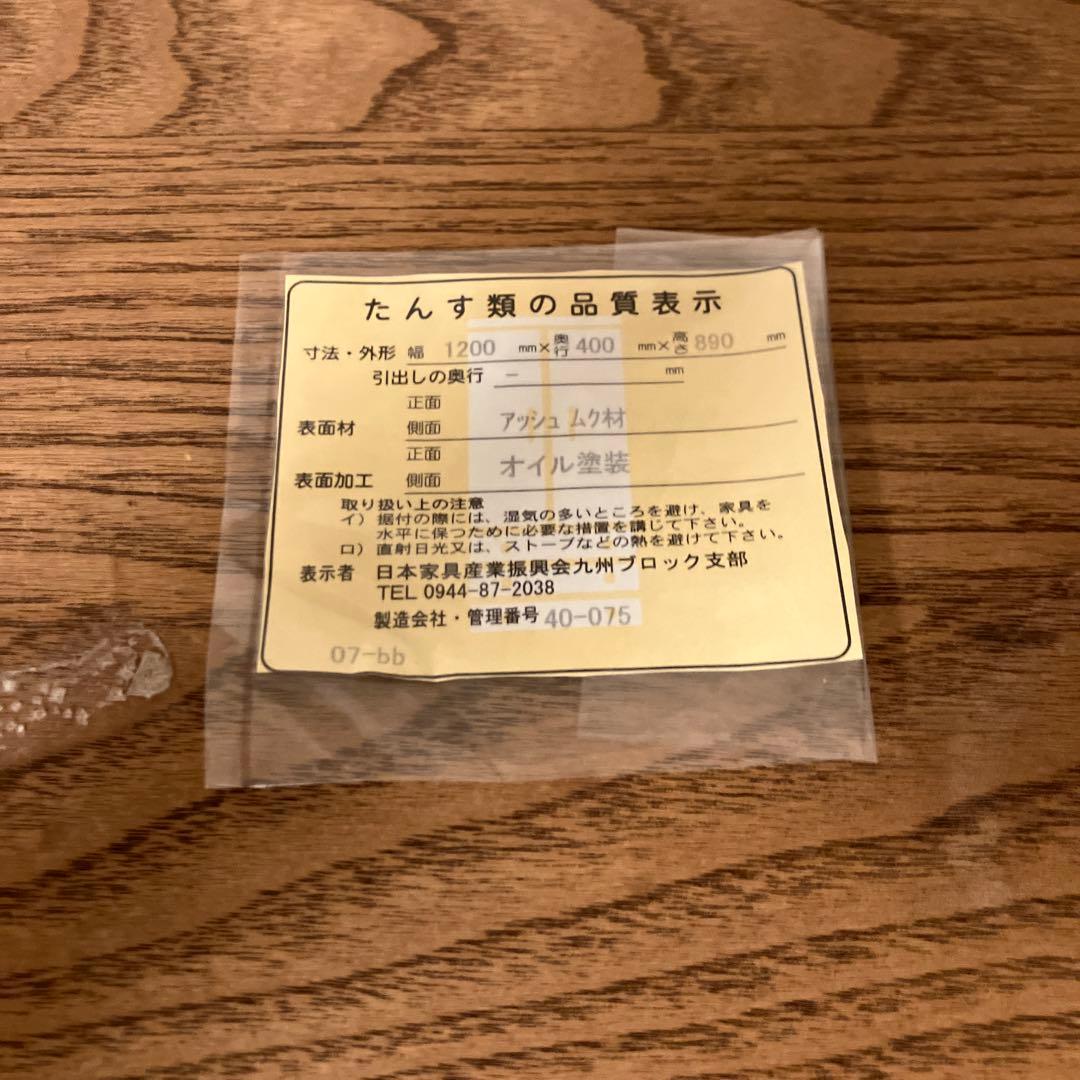 たんす類の品質表示
寸法・外形 幅 1200 mm×奥行 400 mm×高さ 890 mm
引出しの奥行 － mm
正面
表面材 側面 アッシュ ムク材
正面
表面加工 側面 オイル塗装
取り扱い上の注意
イ）据付の際には、湿気の多いところを避け、家具を
水平に保つために必要な措置を講じて下さい。
ロ）直射日光又は、ストーブなどの熱を避けて下さい。
表示者 日本家具産業振興会九州ブロック支部
TEL 0944-87-2038
製造会社・管理番号 40-075
07-bb